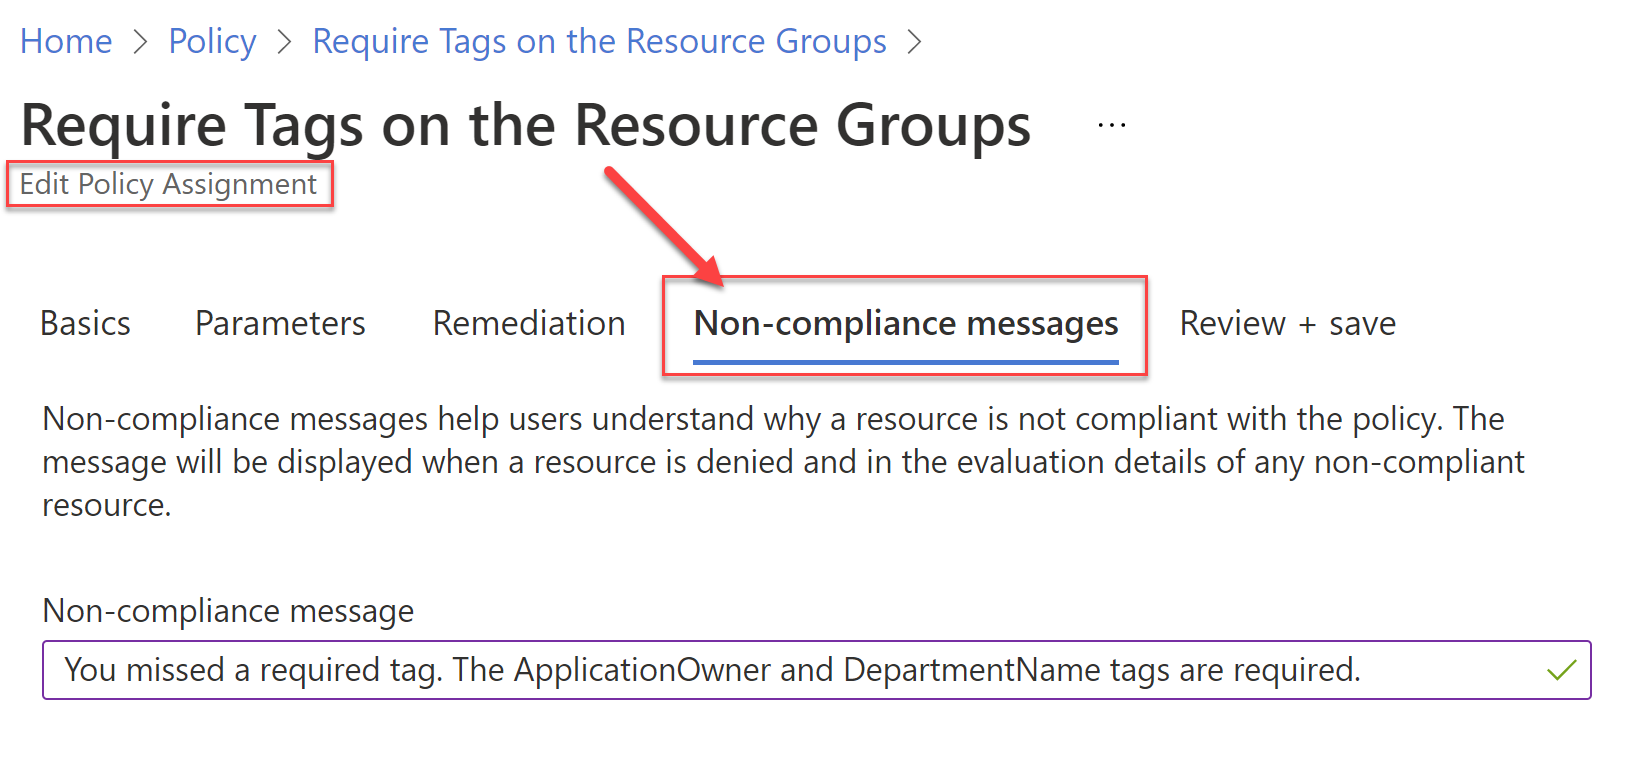 Home > Policy > Require Tags on the Resource Groups >
Require Tags on the Resource Groups ...
Edit Policy Assignment
Basics Parameters Remediation Non-compliance messages Review + save
Non-compliance messages help users understand why a resource is not compliant with the policy. The
message will be displayed when a resource is denied and in the evaluation details of any non-compliant
resource.
Non-compliance message
You missed a required tag. The ApplicationOwner and DepartmentName tags are required.